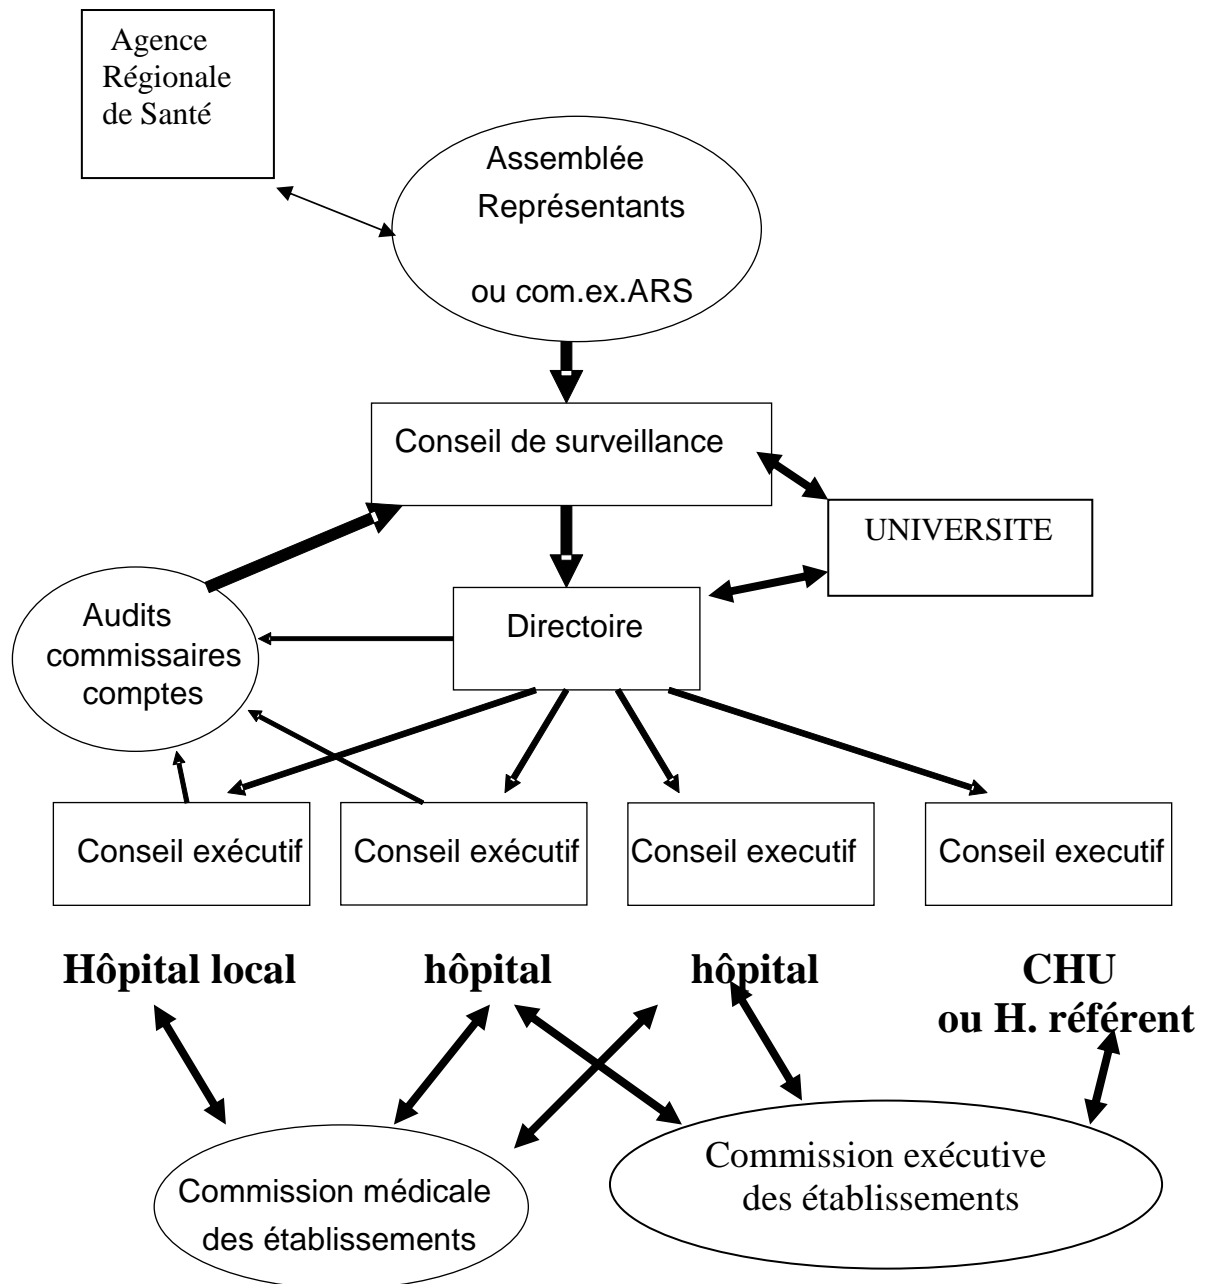 Agence
Régionale
de Santé
Assemblée
Représentants
ou com.ex.ARS
Conseil de surveillance
UNIVERSITE
Directoire
Audits
commissaires
comptes
Conseil exécutif
Conseil exécutif
Conseil executif
Conseil executif
Hôpital local
hôpital
hôpital
CHU
ou H. référent
Commission médicale
des établissements
Commission exécutive
des établissements